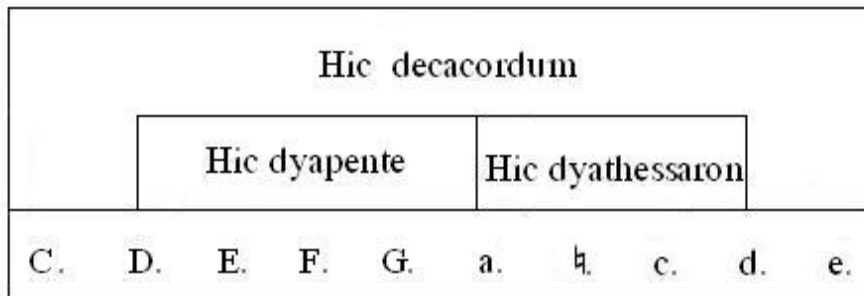 Hic decacordum
Hic dyapente Hic dyathessaron
C. D. E. F. G. a. ♮. c. d. e.